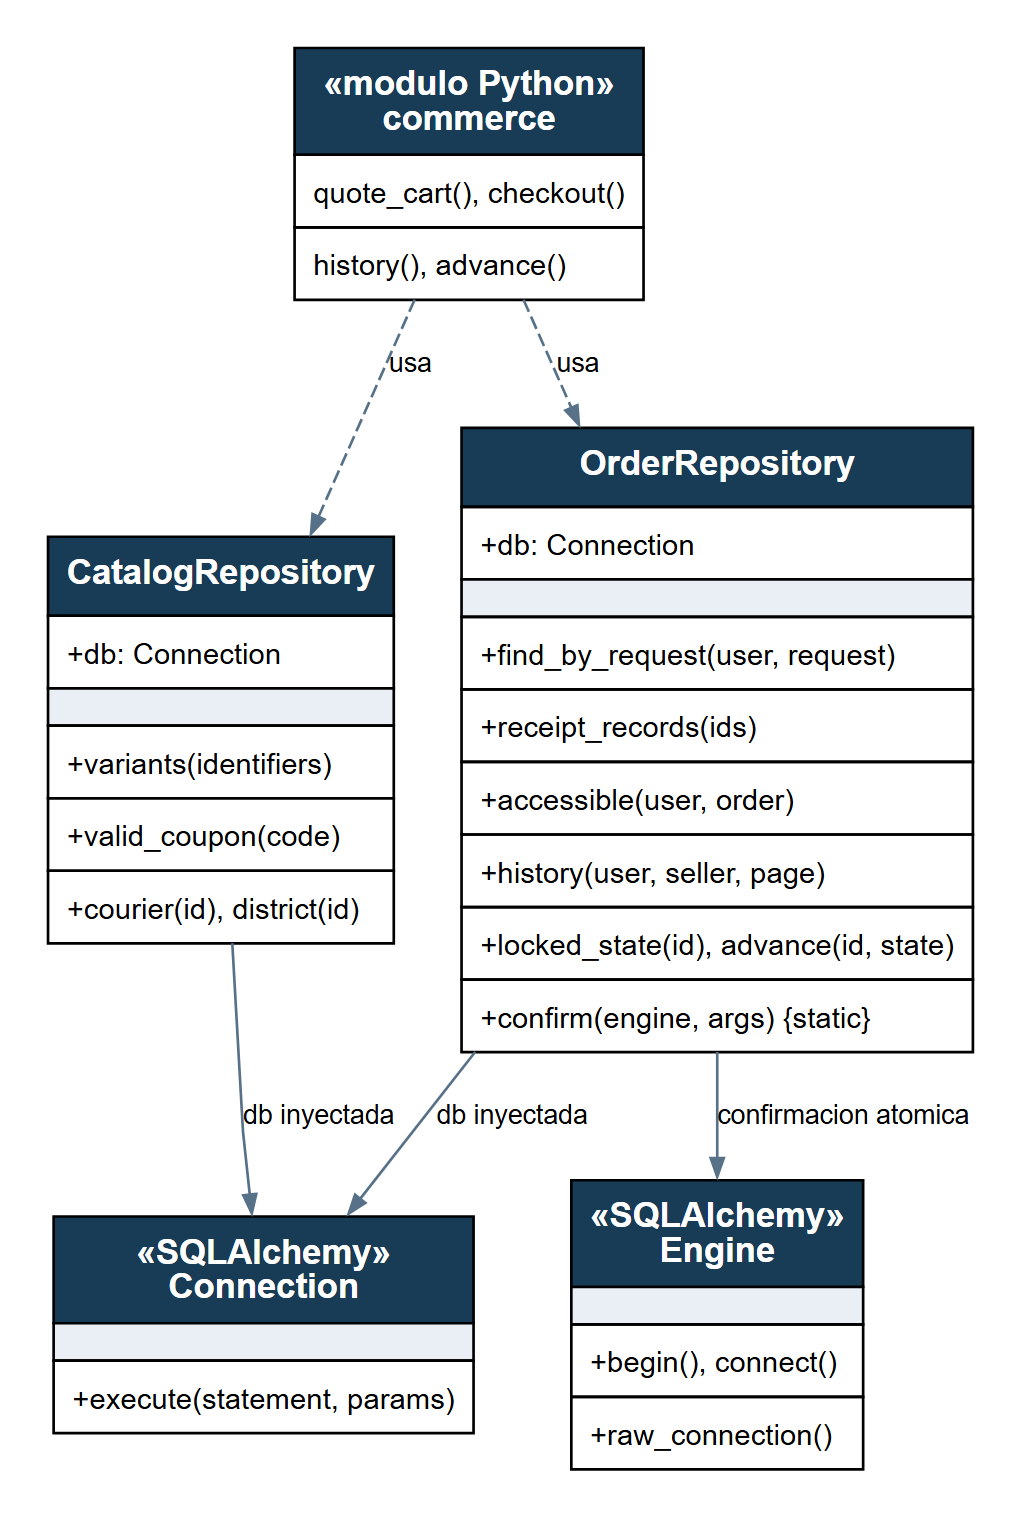 «modulo Python»
commerce
quote_cart(), checkout()
history(), advance()
usa
usa
OrderRepository
+db: Connection
+find_by_request(user, request)
+receipt_records(ids)
+accessible(user, order)
+history(user, seller, page)
+locked_state(id), advance(id, state)
+confirm(engine, args) {static}
CatalogRepository
+db: Connection
+variants(identifiers)
+valid_coupon(code)
+courier(id), district(id)
db inyectada
db inyectada
confirmacion atomica
«SQLAlchemy»
Connection
+execute(statement, params)
«SQLAlchemy»
Engine
+begin(), connect()
+raw_connection()